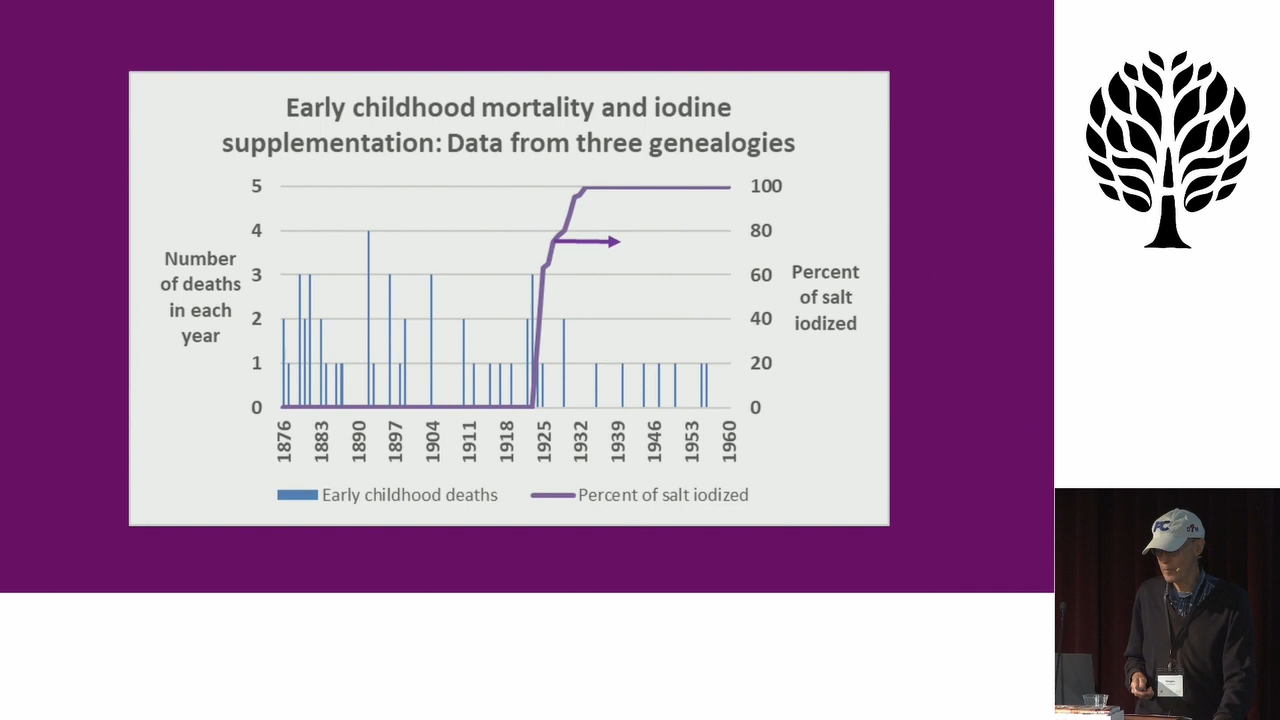 Early childhood mortality and iodine
supplementation: Data from three genealogies
Number
of deaths
in each
year
5
4
3
2
1
0
100
80
60
40
20
0
Percent
of salt
iodized
1876
1883
1890
1897
1904
1911
1918
1925
1932
1939
1946
1953
1960
Early childhood deaths
Percent of salt iodized